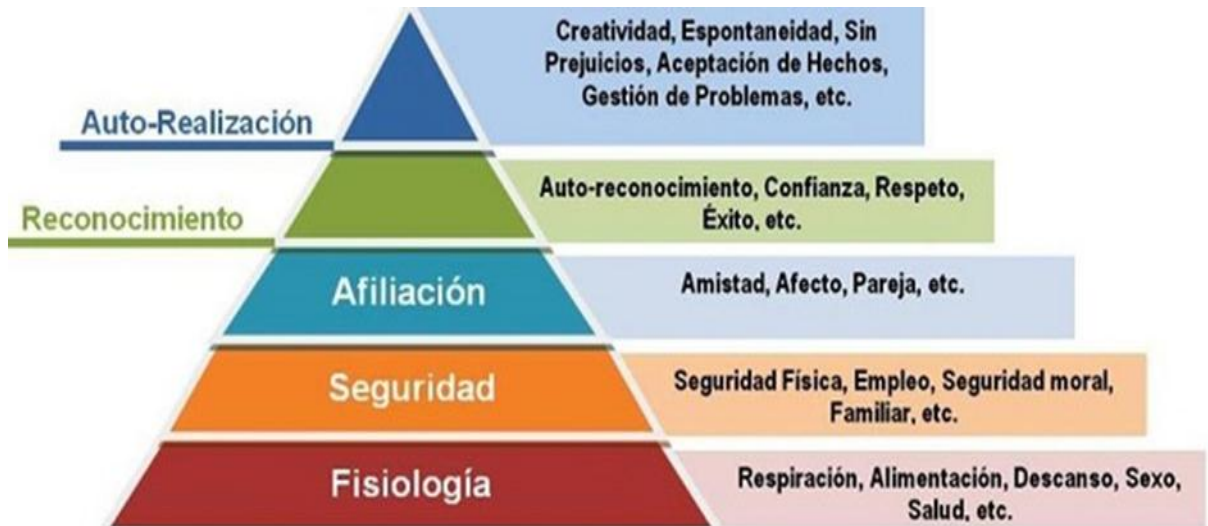 Creatividad, Espontaneidad, Sin
Prejuicios, Aceptación de Hechos,
Gestión de Problemas, etc.
Auto-Realización
Auto-reconocimiento, Confianza, Respeto,
Éxito, etc.
Reconocimiento
Afiliación
Amistad, Afecto, Pareja, etc.
Seguridad
Seguridad Física, Empleo, Seguridad moral,
Familiar, etc.
Fisiología
Respiración, Alimentación, Descanso, Sexo,
Salud, etc.